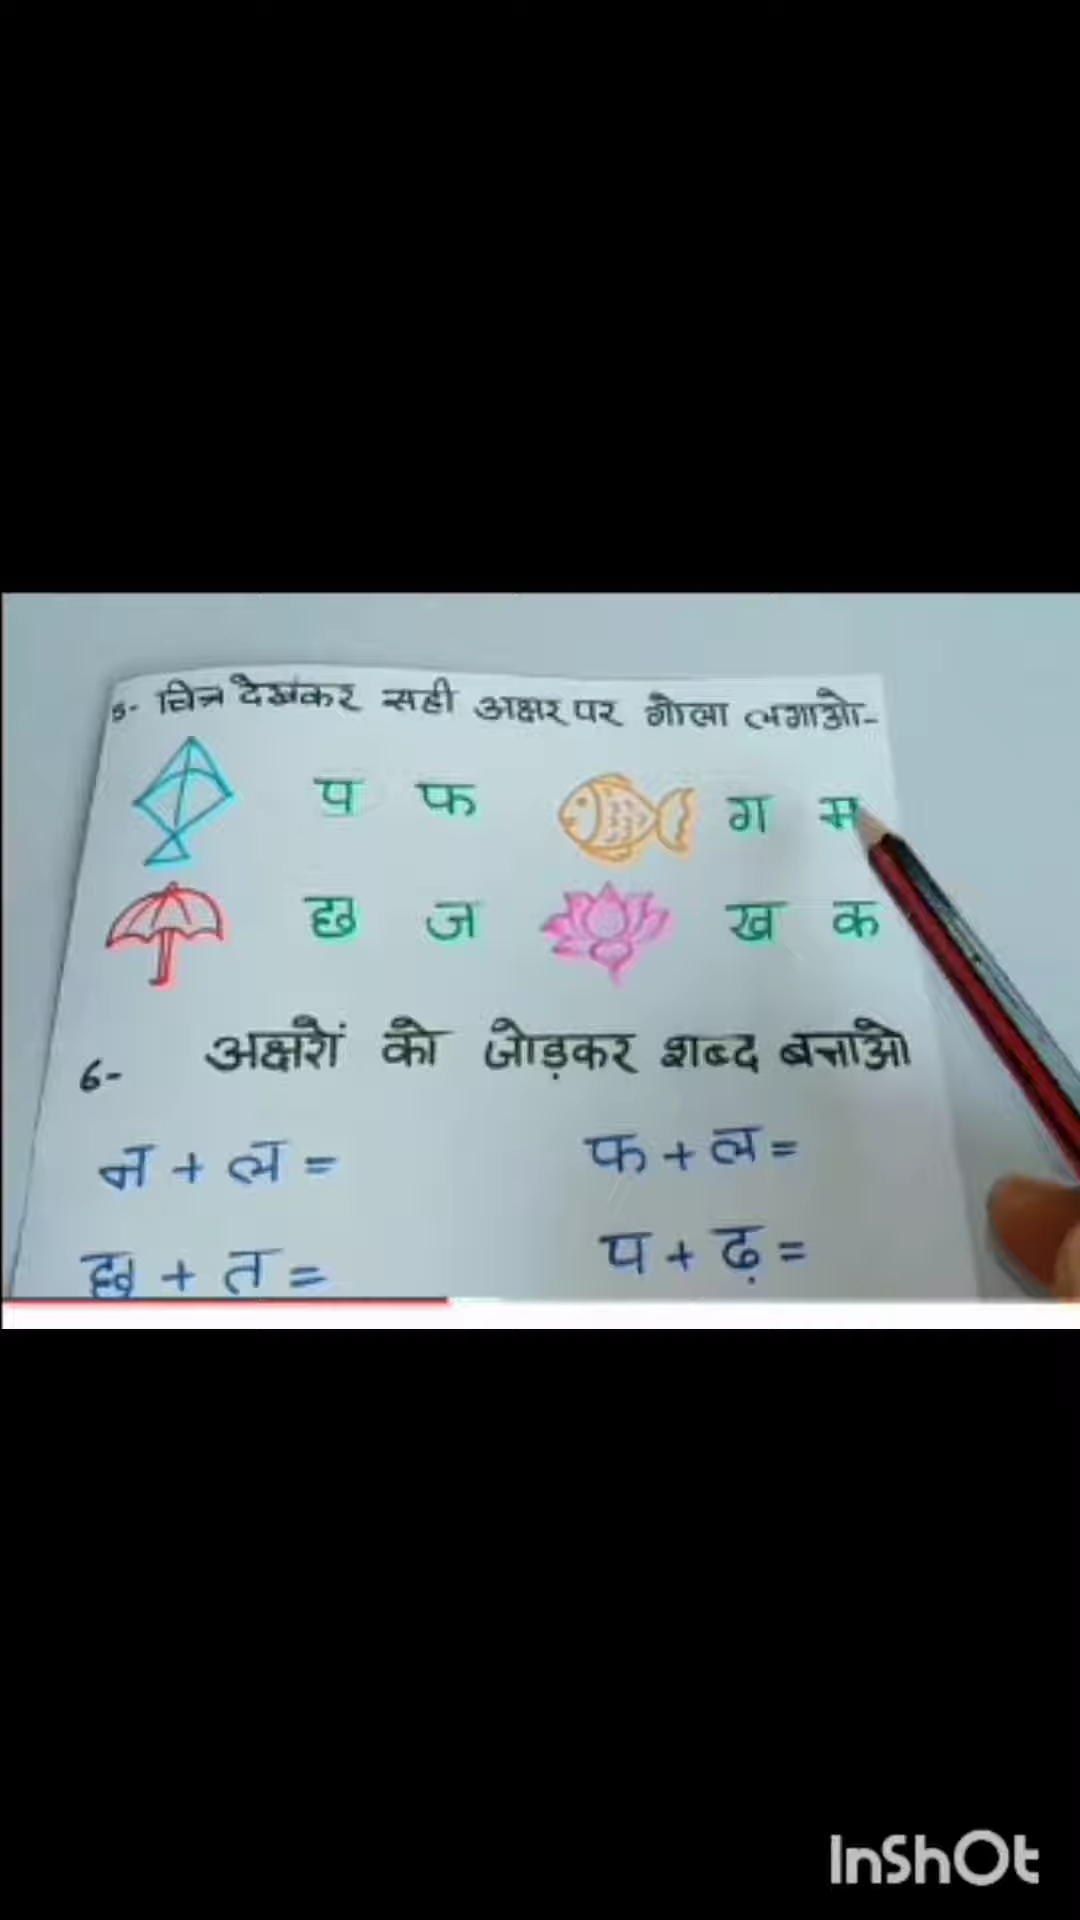 5- चित्र देखकर सही अक्षर पर गोला लगाओ-
प फ ग म
छ ज ख क
6- अक्षरों को जोड़कर शब्द बनाओ
न + ल = फ + ल =
छ + त = प + ढ़ =
InShOt